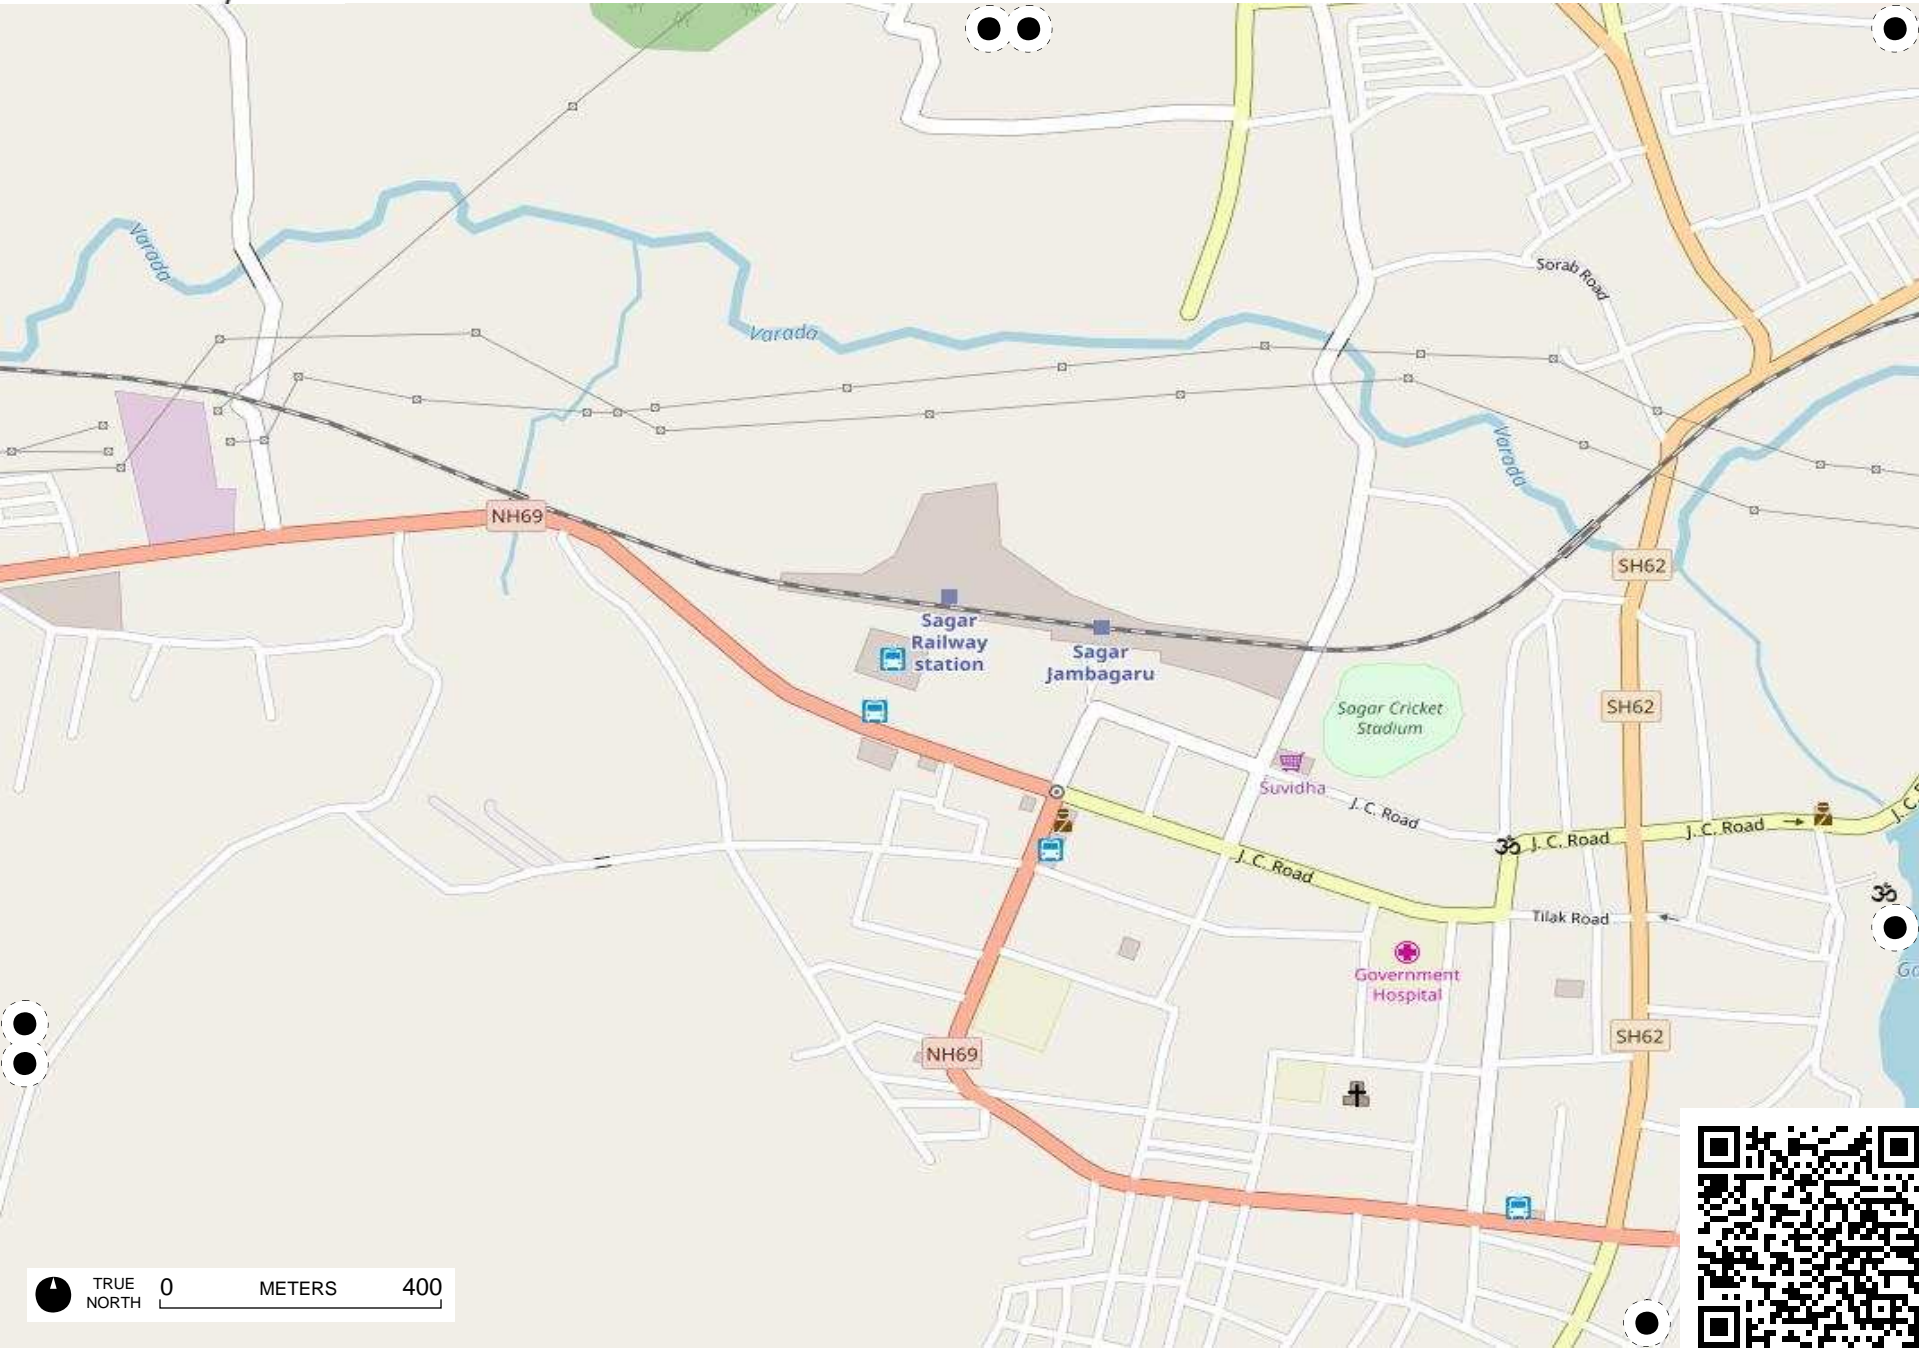 Varada
Sorab Road
Varada
Varada
NH69
SH62
Sagar
Railway
station
Sagar
Jambagaru
SH62
Sagar Cricket
Stadium
Suvidha
J. C. Road
J. C. Road
J. C. Road
J. C.
J. C. Road
Tilak Road
Government
Hospital
NH69
SH62
TRUE
NORTH
0
METERS
400